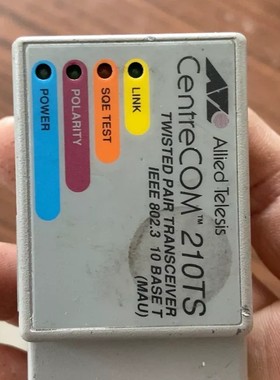 Allied Telesis
CentreCOM™ 210TS
TWISTED PAIR TRANSCEIVER
IEEE 802.3 10 BASE T
(MAU)
LINK
SQE TEST
POLARITY
POWER